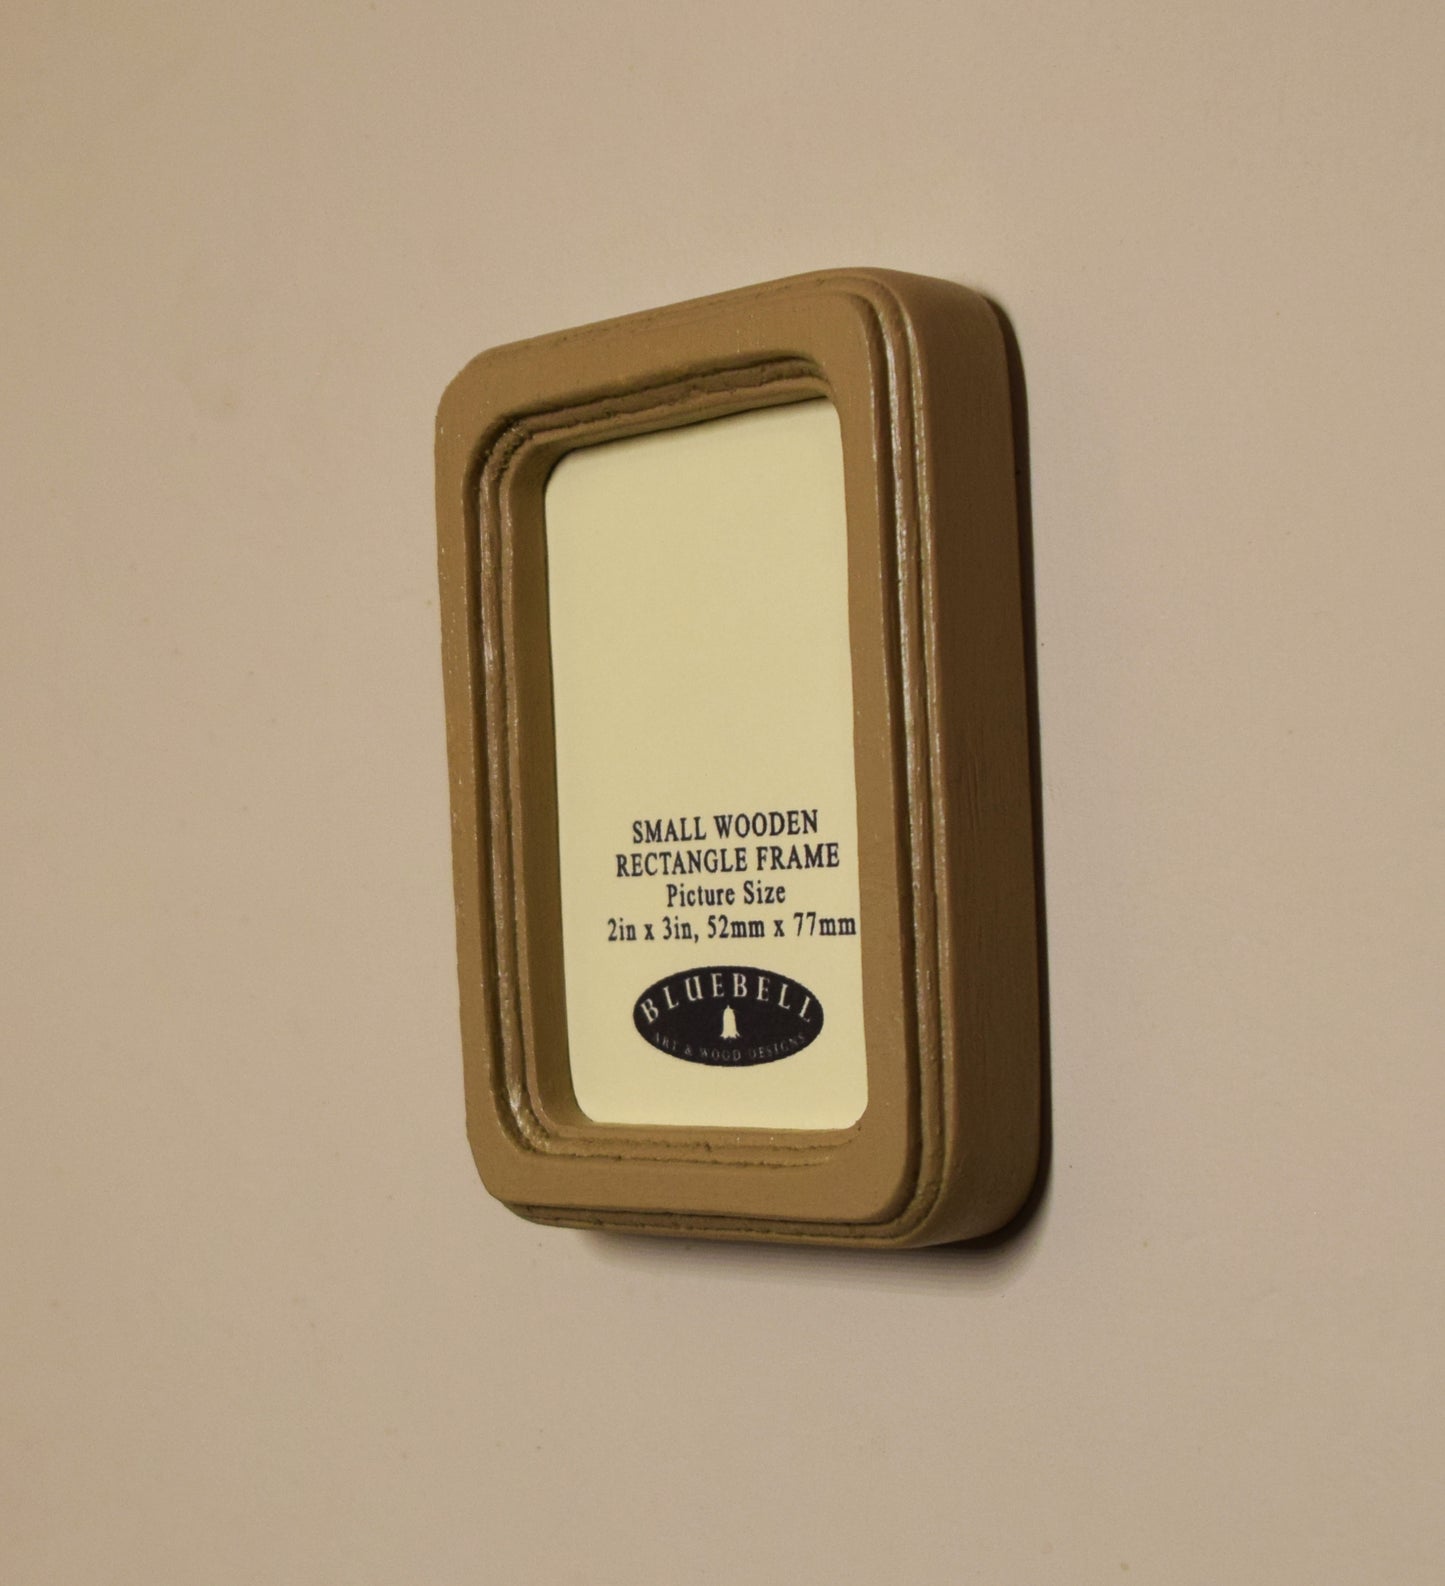 SMALL WOODEN
RECTANGLE FRAME
Picture Size
2in x 3in, 52mm x 77mm
BLUEBELL
ART & WOOD DESIGNS